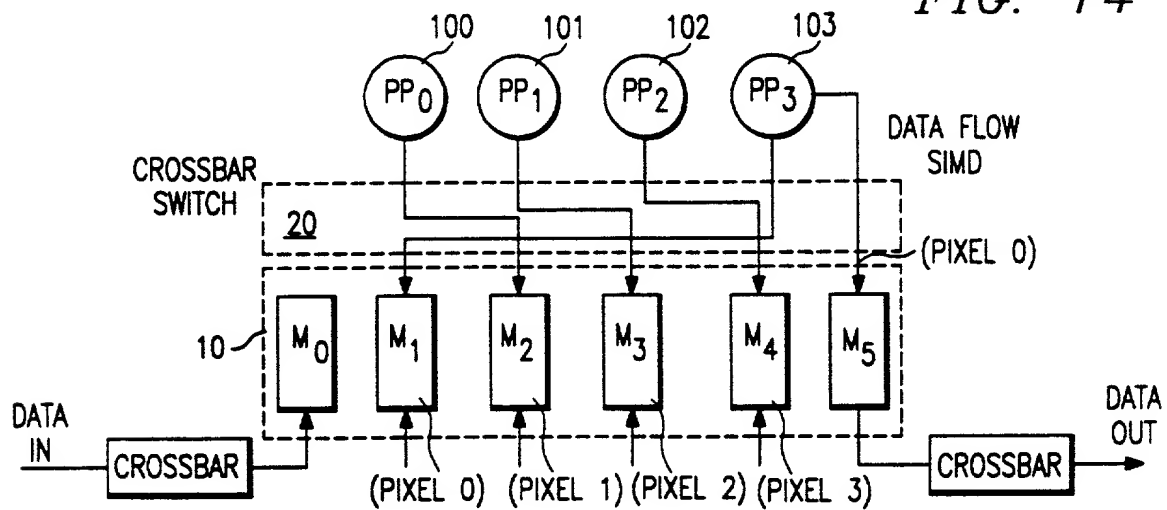 FIG. 14
100 101 102 103
PP0 PP1 PP2 PP3
DATA FLOW
SIMD
CROSSBAR
SWITCH
20
(PIXEL 0)
10
M0 M1 M2 M3 M4 M5
DATA
IN
DATA
OUT
CROSSBAR
CROSSBAR
(PIXEL 0) (PIXEL 1) (PIXEL 2) (PIXEL 3)